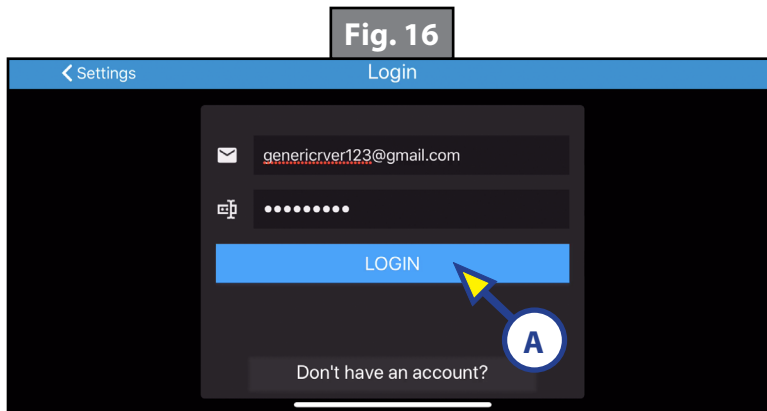 Fig. 16
Settings Login
genericrver123@gmail.com
•••••••••
LOGIN
A
Don't have an account?